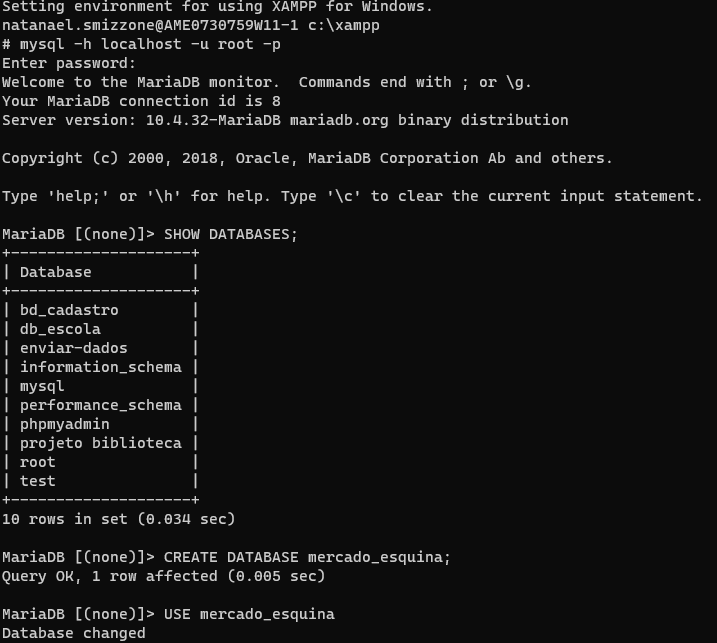 Setting environment for using XAMPP for Windows.
natanael.smizzone@AME0730759W11-1 c:\xampp
# mysql -h localhost -u root -p
Enter password:
Welcome to the MariaDB monitor.  Commands end with ; or \g.
Your MariaDB connection id is 8
Server version: 10.4.32-MariaDB mariadb.org binary distribution

Copyright (c) 2000, 2018, Oracle, MariaDB Corporation Ab and others.

Type 'help;' or '\h' for help. Type '\c' to clear the current input statement.

MariaDB [(none)]> SHOW DATABASES;
+--------------------+
| Database           |
+--------------------+
| bd_cadastro        |
| db_escola          |
| enviar-dados       |
| information_schema |
| mysql              |
| performance_schema |
| phpmyadmin         |
| projeto biblioteca |
| root               |
| test               |
+--------------------+
10 rows in set (0.034 sec)

MariaDB [(none)]> CREATE DATABASE mercado_esquina;
Query OK, 1 row affected (0.005 sec)

MariaDB [(none)]> USE mercado_esquina
Database changed